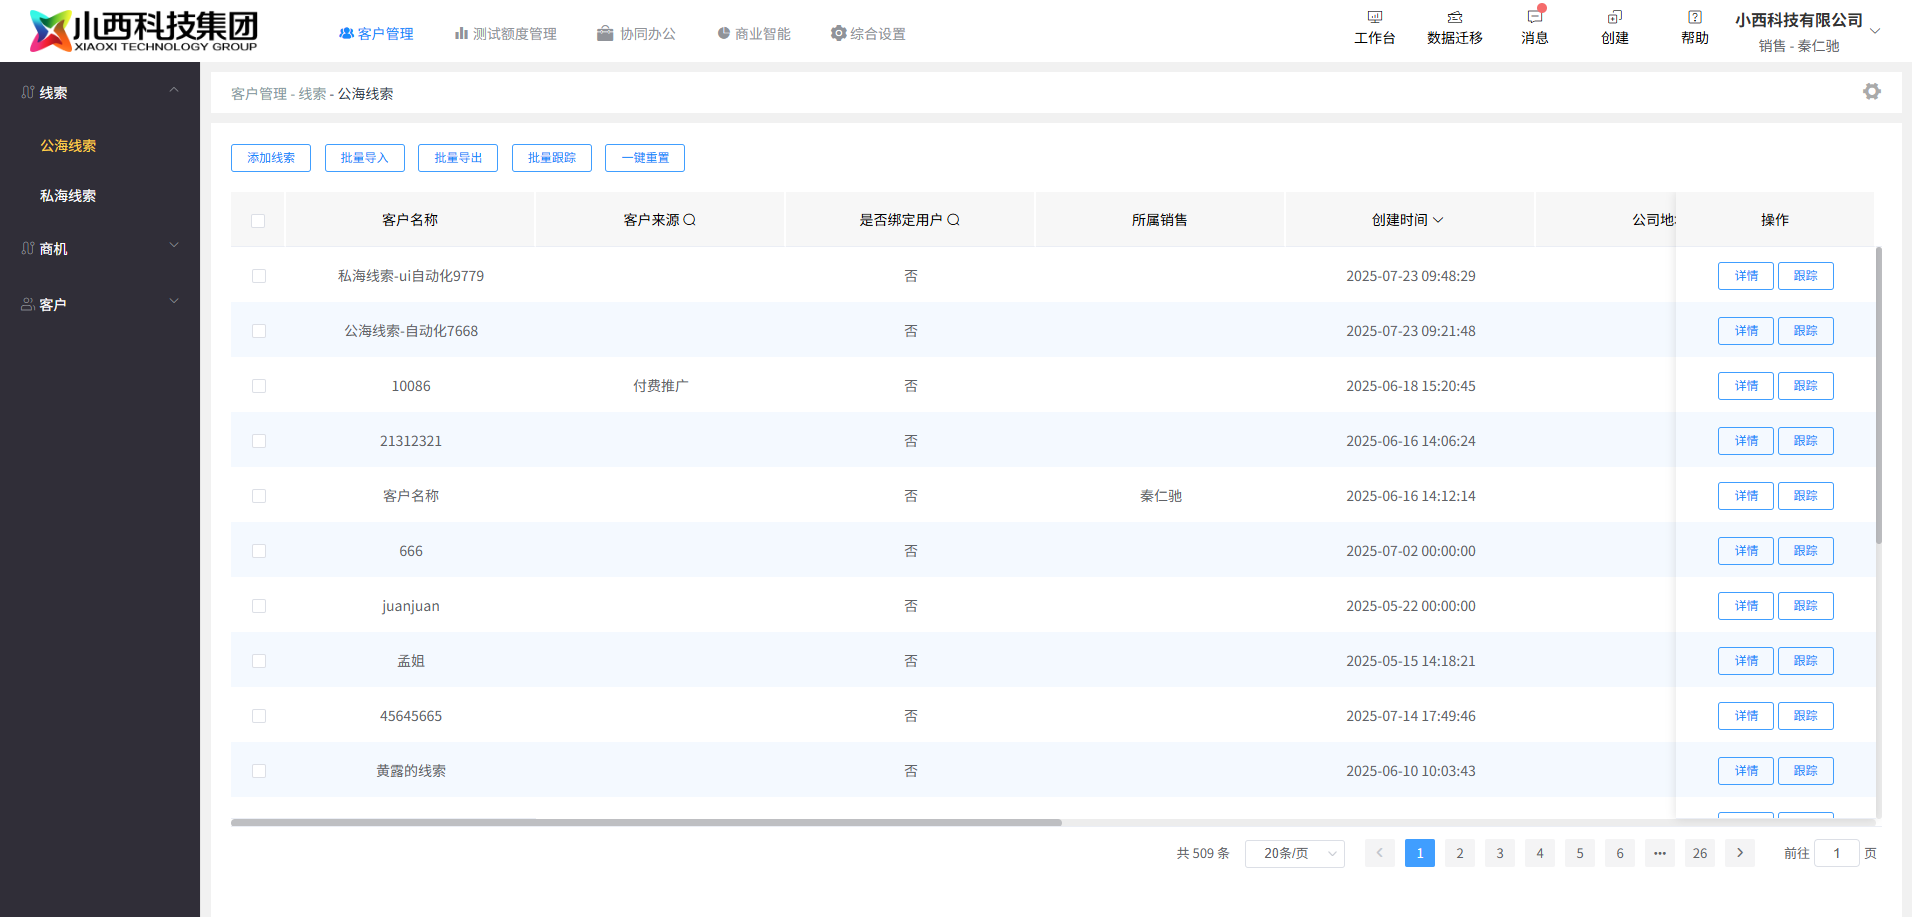 小西科技集团
XIAOXI TECHNOLOGY GROUP
客户管理 测试额度管理 协同办公 商业智能 综合设置
工作台 数据迁移 消息 创建 帮助
小西科技有限公司
销售 - 秦仁驰
线索
公海线索
私海线索
商机
客户
客户管理 - 线索 - 公海线索
添加线索 批量导入 批量导出 批量跟踪 一键重置
客户名称 客户来源 是否绑定用户 所属销售 创建时间 公司地 操作
私海线索-ui自动化9779 否 2025-07-23 09:48:29 详情 跟踪
公海线索-自动化7668 否 2025-07-23 09:21:48 详情 跟踪
10086 付费推广 否 2025-06-18 15:20:45 详情 跟踪
21312321 否 2025-06-16 14:06:24 详情 跟踪
客户名称 否 秦仁驰 2025-06-16 14:12:14 详情 跟踪
666 否 2025-07-02 00:00:00 详情 跟踪
juanjuan 否 2025-05-22 00:00:00 详情 跟踪
孟姐 否 2025-05-15 14:18:21 详情 跟踪
45645665 否 2025-07-14 17:49:46 详情 跟踪
黄露的线索 否 2025-06-10 10:03:43 详情 跟踪
共 509 条 20条/页 1 2 3 4 5 6 ••• 26 前往 1 页